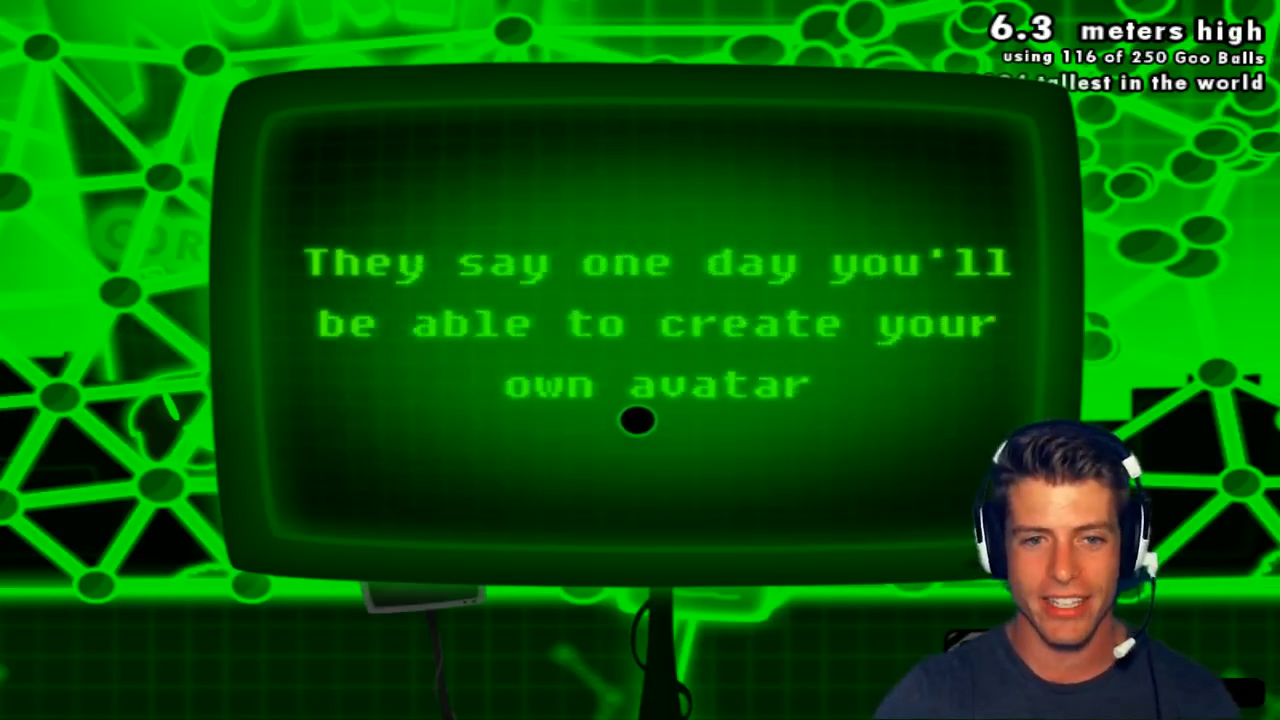 6.3 meters high
using 116 of 250 Goo Balls
tallest in the world
They say one day you'll
be able to create your
own avatar